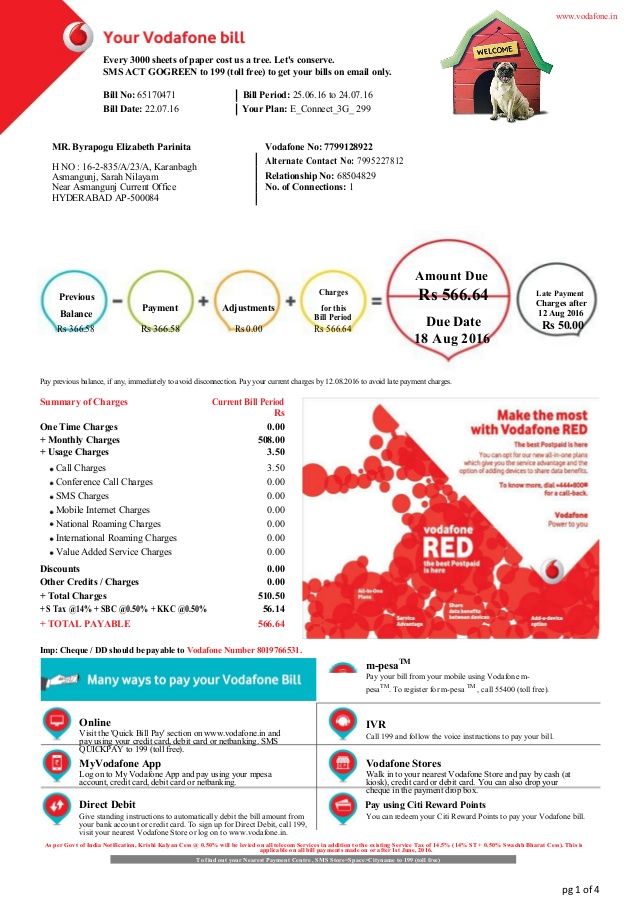 www.vodafone.in
Your Vodafone bill
Every 3000 sheets of paper cost us a tree. Let's conserve.
SMS ACT GOGREEN to 199 (toll free) to get your bills on email only.
WELCOME
Bill No: 65170471
Bill Period: 25.06.16 to 24.07.16
Bill Date: 22.07.16
Your Plan: E_Connect_3G_ 299
MR. Byrapogu Elizabeth Parinita
H NO : 16-2-835/A/23/A, Karanbagh
Asmangunj, Sarah Nilayam
Near Asmangunj Current Office
HYDERABAD AP-500084
Vodafone No: 7799128922
Alternate Contact No: 7995227812
Relationship No: 68504829
No. of Connections: 1
Previous
Balance
Rs 366.58
–
Payment
Rs 366.58
+
Adjustments
Rs 0.00
+
Charges
for this
Bill Period
Rs 566.64
=
Amount Due
Rs 566.64
Due Date
18 Aug 2016
Late Payment
Charges after
12 Aug 2016
Rs 50.00
Pay previous balance, if any, immediately to avoid disconnection. Pay your current charges by 12.08.2016 to avoid late payment charges.
Summary of Charges Current Bill Period
Rs
One Time Charges 0.00
+ Monthly Charges 508.00
+ Usage Charges 3.50
• Call Charges 3.50
• Conference Call Charges 0.00
• SMS Charges 0.00
• Mobile Internet Charges 0.00
• National Roaming Charges 0.00
• International Roaming Charges 0.00
• Value Added Service Charges 0.00
Discounts 0.00
Other Credits / Charges 0.00
+ Total Charges 510.50
+S Tax @14% + SBC @0.50% + KKC @0.50% 56.14
+ TOTAL PAYABLE 566.64
Make the most
with Vodafone RED
The best Postpaid is here
You can opt for our new all-in-one plans
which give you the service advantage and the
option of adding devices to share data benefits.
To know more, dial *444*800#
for a call-back.
Vodafone
Power to you
vodafone
RED
the best Postpaid
is here
All-in-One
Plans
Service
Advantage
Share
data benefits
between devices
Add-a-device
option
Imp: Cheque / DD should be payable to Vodafone Number 8019766531.
Many ways to pay your Vodafone Bill
m-pesa TM
Pay your bill from your mobile using Vodafone m-
pesa TM. To register for m-pesa TM , call 55400 (toll free).
Online
Visit the 'Quick Bill Pay' section on www.vodafone.in and
pay using your credit card, debit card or netbanking. SMS
QUICKPAY to 199 (toll free).
IVR
Call 199 and follow the voice instructions to pay your bill.
MyVodafone App
Log on to My Vodafone App and pay using your mpesa
account, credit card, debit card or netbanking.
Vodafone Stores
Walk in to your nearest Vodafone Store and pay by cash (at
kiosk), credit card or debit card. You can also drop your
cheque in the payment drop box.
Direct Debit
Give standing instructions to automatically debit the bill amount from
your bank account or credit card. To sign up for Direct Debit, call 199,
visit your nearest Vodafone Store or log on to www.vodafone.in.
Pay using Citi Reward Points
You can redeem your Citi Reward Points to pay your Vodafone bill.
As per Govt of India Notification, Krishi Kalyan Cess @ 0.50% will be levied on all telecom Services in addition to the existing Service Tax of 14.5% (14% ST + 0.50% Swachh Bharat Cess). This is
applicable on all bill payments made on or after 1st June, 2016.
To find out your Nearest Payment Centre, SMS Store<Space>Cityname to 199 (toll free)
pg 1 of 4